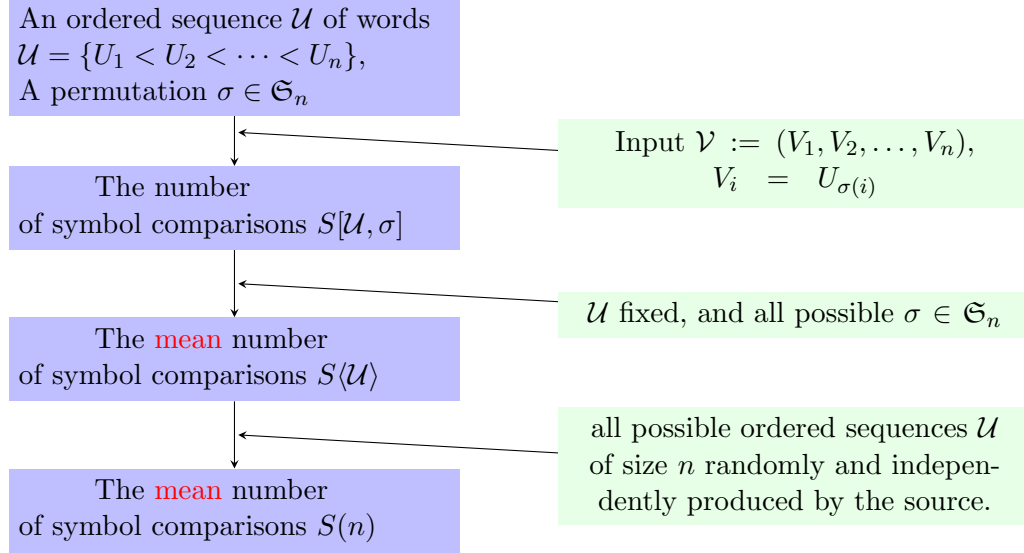 An ordered sequence 𝒰 of words
𝒰 = {U₁ < U₂ < ⋯ < Uₙ},
A permutation σ ∈ 𝔖ₙ
Input 𝒱 := (V₁, V₂, …, Vₙ),
Vᵢ = U_{σ(i)}
The number
of symbol comparisons S[𝒰, σ]
𝒰 fixed, and all possible σ ∈ 𝔖ₙ
The mean number
of symbol comparisons S⟨𝒰⟩
all possible ordered sequences 𝒰
of size n randomly and indepen-
dently produced by the source.
The mean number
of symbol comparisons S(n)